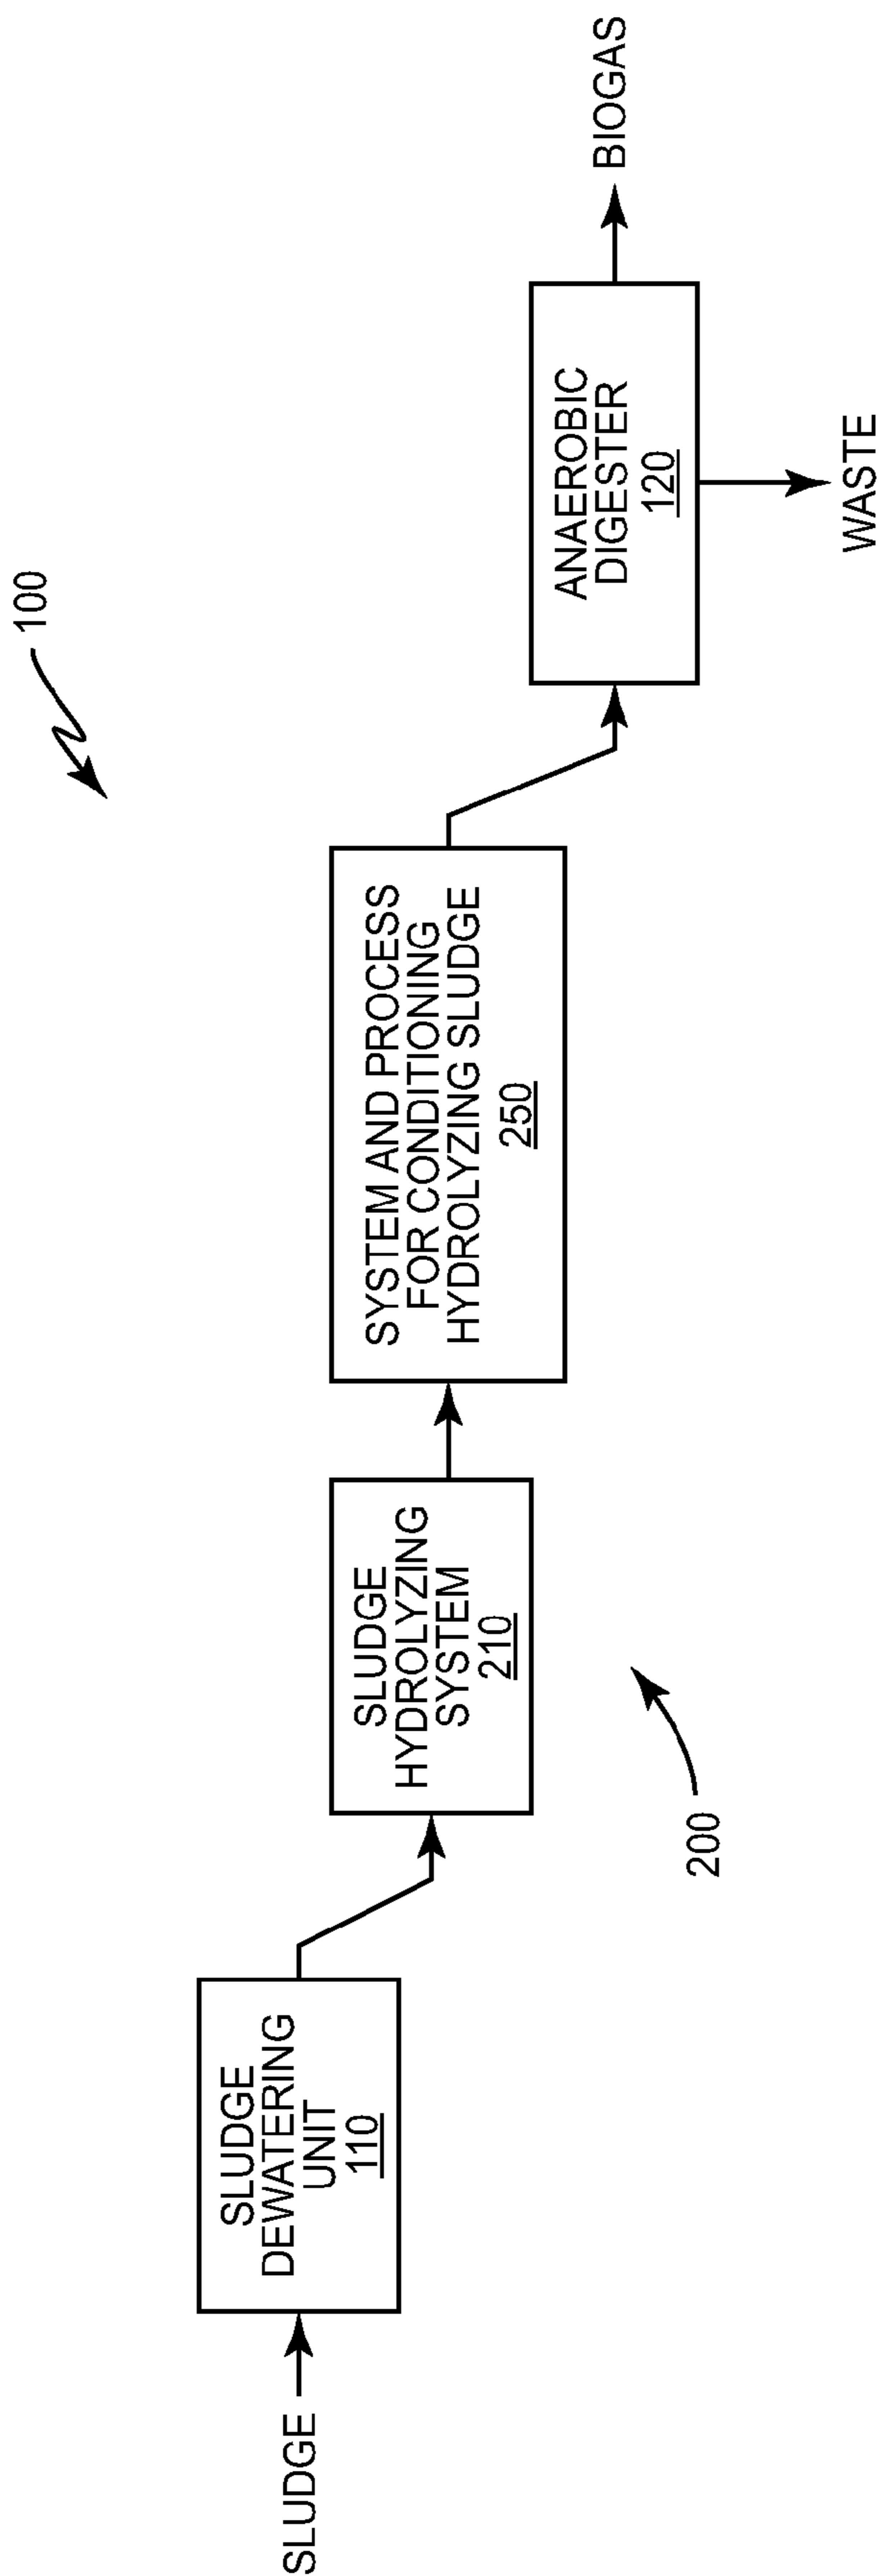 100
SLUDGE
SLUDGE
DEWATERING
UNIT
110
SLUDGE
HYDROLYZING
SYSTEM
210
200
SYSTEM AND PROCESS
FOR CONDITIONING
HYDROLYZING SLUDGE
250
ANAEROBIC
DIGESTER
120
BIOGAS
WASTE